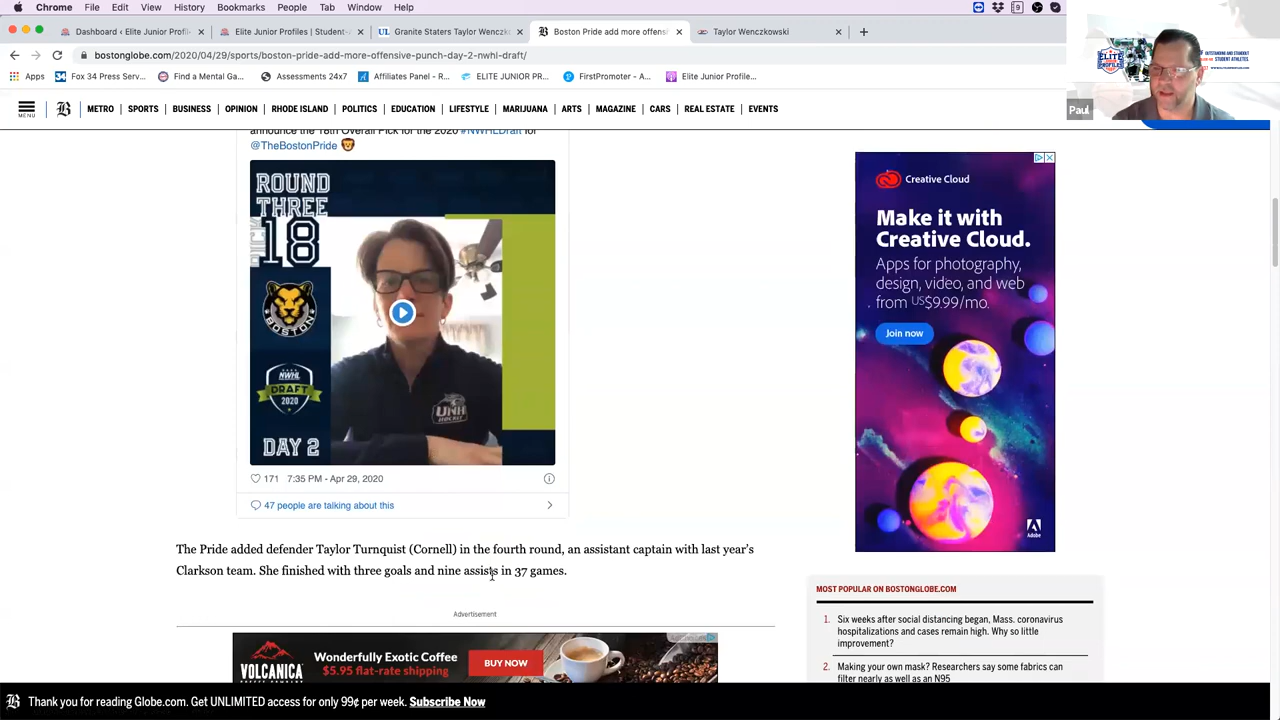 Chrome File Edit View History Bookmarks People Tab Window Help
Dashboard ‹ Elite Junior Profil- × Elite Junior Profiles | Student- × UL Granite Staters Taylor Wenczko × B Boston Pride add more offensi × Taylor Wenczkowski × +
bostonglobe.com/2020/04/29/sports/boston-pride-add-more-offensive-punch-day-2-nwhl-draft/
Apps Fox 34 Press Serv... Find a Mental Ga... Assessments 24x7 Affiliates Panel - R... ELITE JUNIOR PR... FirstPromoter - A... Elite Junior Profile...
ELITE
PROFILES
STUDENT ATHLETES.
Paul
MENU B METRO | SPORTS | BUSINESS | OPINION | RHODE ISLAND | POLITICS | EDUCATION | LIFESTYLE | MARIJUANA | ARTS | MAGAZINE | CARS | REAL ESTATE | EVENTS
announce the 18th Overall Pick for the 2020 #NWHLDraft for
@TheBostonPride
ROUND
THREE
PICK
18
BOSTON
NWHL
DRAFT
2020
DAY 2
UNH
HOCKEY
171 7:35 PM - Apr 29, 2020
47 people are talking about this
Creative Cloud
Make it with
Creative Cloud.
Apps for photography,
design, video, and web
from US$9.99/mo.
Join now
Adobe
The Pride added defender Taylor Turnquist (Cornell) in the fourth round, an assistant captain with last year's
Clarkson team. She finished with three goals and nine assists in 37 games.
Advertisement
VOLCANICA
Wonderfully Exotic Coffee
$5.95 flat-rate shipping
BUY NOW
MOST POPULAR ON BOSTONGLOBE.COM
1. Six weeks after social distancing began, Mass. coronavirus
hospitalizations and cases remain high. Why so little
improvement?
2. Making your own mask? Researchers say some fabrics can
filter nearly as well as an N95
B Thank you for reading Globe.com. Get UNLIMITED access for only 99¢ per week. Subscribe Now